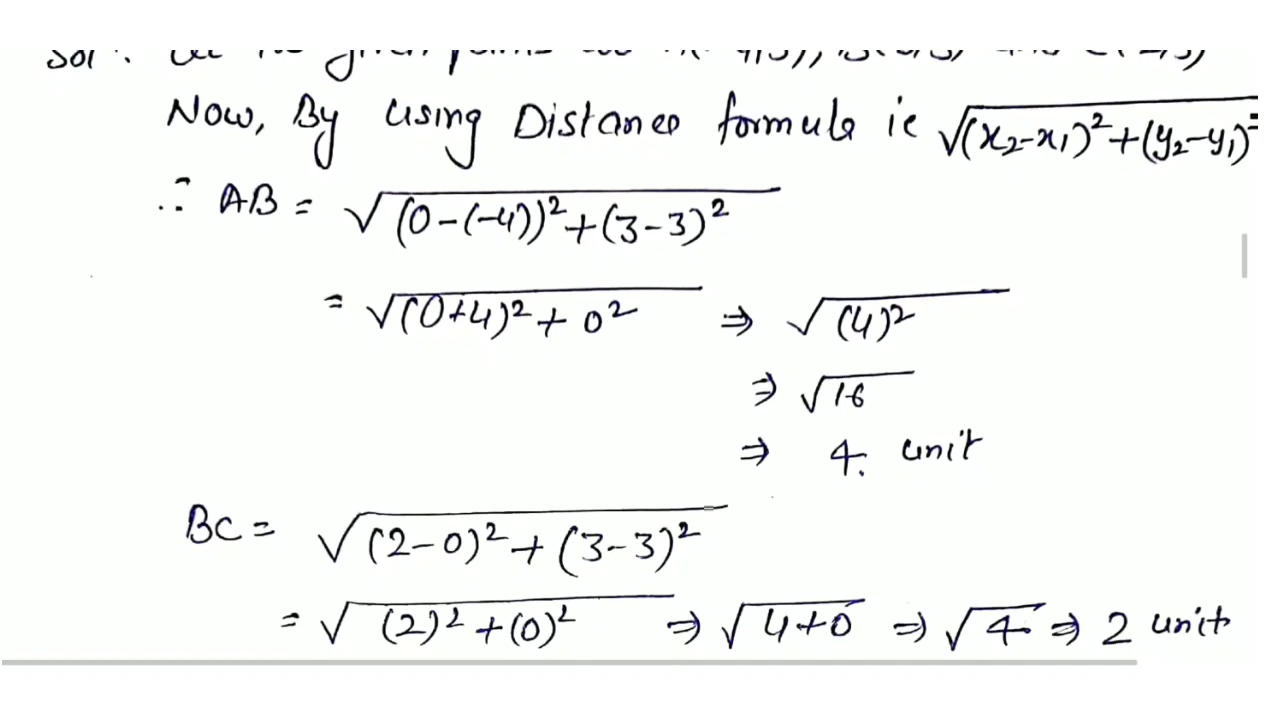 Now, By using Distance formula ie √(x₂-x₁)²+(y₂-y₁)²
∴ AB = √(0-(-4))²+(3-3)²
= √(0+4)²+0² ⇒ √(4)²
⇒ √16
⇒ 4. unit
BC = √(2-0)²+(3-3)²
= √(2)²+(0)² ⇒ √4+0 ⇒ √4 ⇒ 2 unit